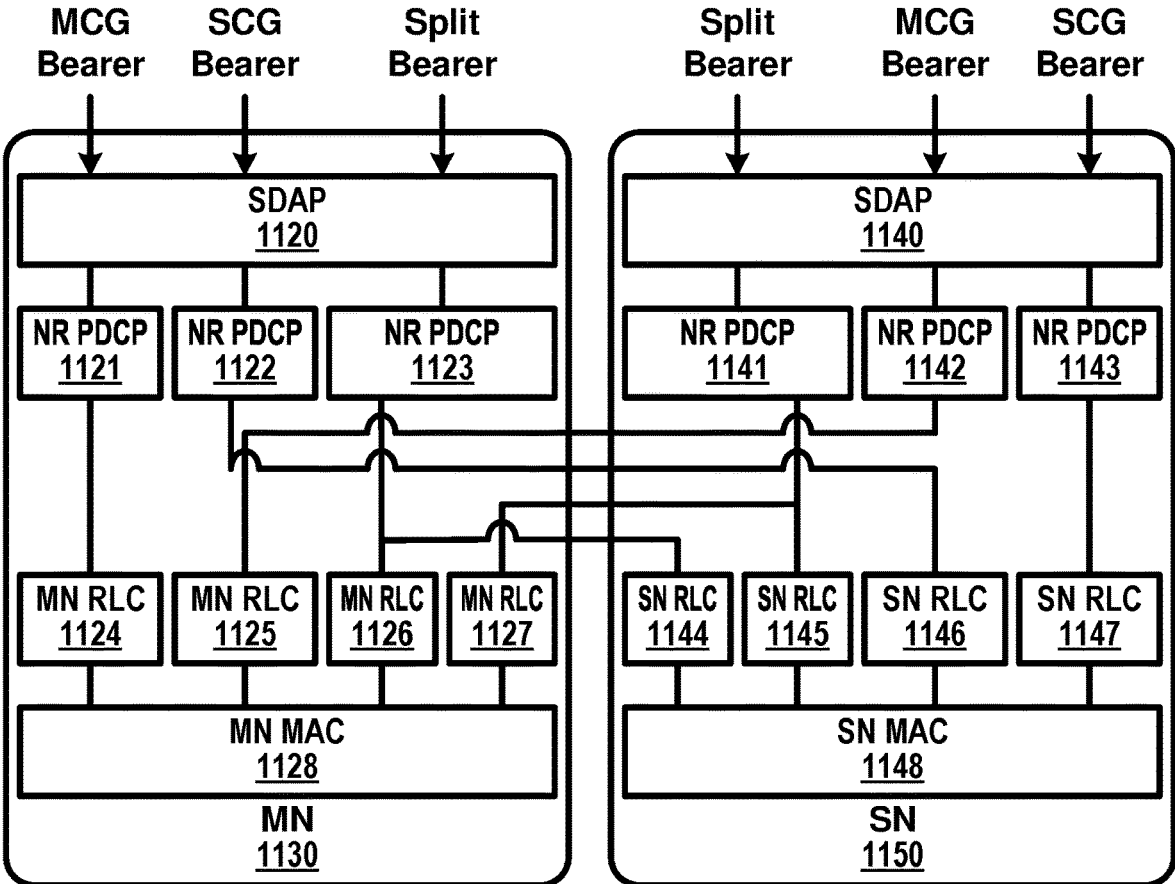 MCG Bearer
SCG Bearer
Split Bearer
Split Bearer
MCG Bearer
SCG Bearer
SDAP
1120
SDAP
1140
NR PDCP
1121
NR PDCP
1122
NR PDCP
1123
NR PDCP
1141
NR PDCP
1142
NR PDCP
1143
MN RLC
1124
MN RLC
1125
MN RLC
1126
MN RLC
1127
SN RLC
1144
SN RLC
1145
SN RLC
1146
SN RLC
1147
MN MAC
1128
SN MAC
1148
MN
1130
SN
1150